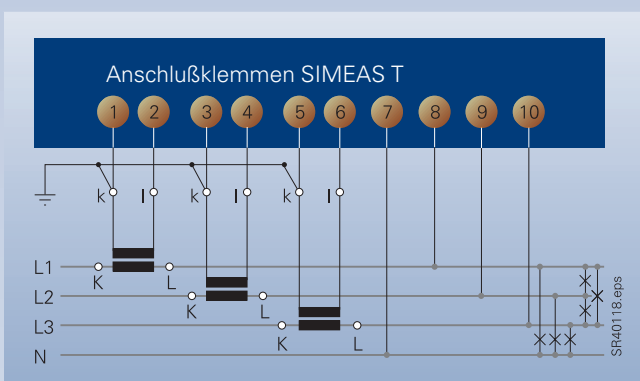 Anschlußklemmen SIMEAS T
1 2 3 4 5 6 7 8 9 10
k l k l k l
L1
K L
L2
K L
L3
K L
N
SR40118.eps